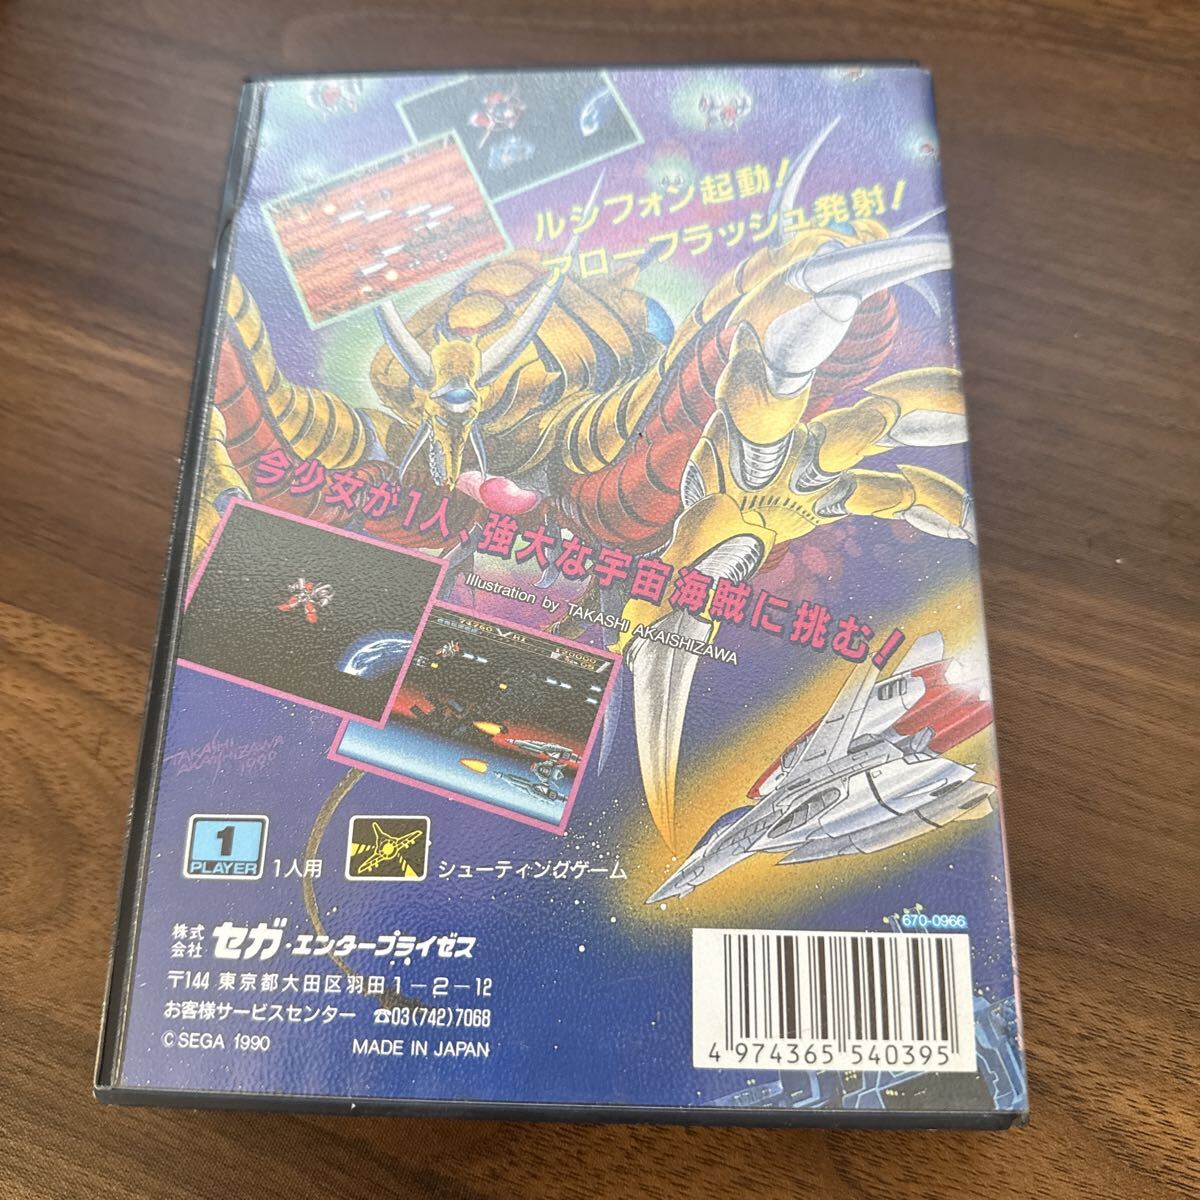 ルシフォン起動！
アローフラッシュ発射！
今少女が1人、強大な宇宙海賊に挑む！
Illustration by TAKASHI AKAISHIZAWA
74760 HI
120000
05
TAKASHI
AKAISHIZAWA
1990
1
PLAYER
1人用
シューティングゲーム
株式会社 セガ・エンタープライゼス
〒144 東京都大田区羽田1-2-12
お客様サービスセンター ☎03(742)7068
© SEGA 1990 MADE IN JAPAN
670-0966
4 974365 540395